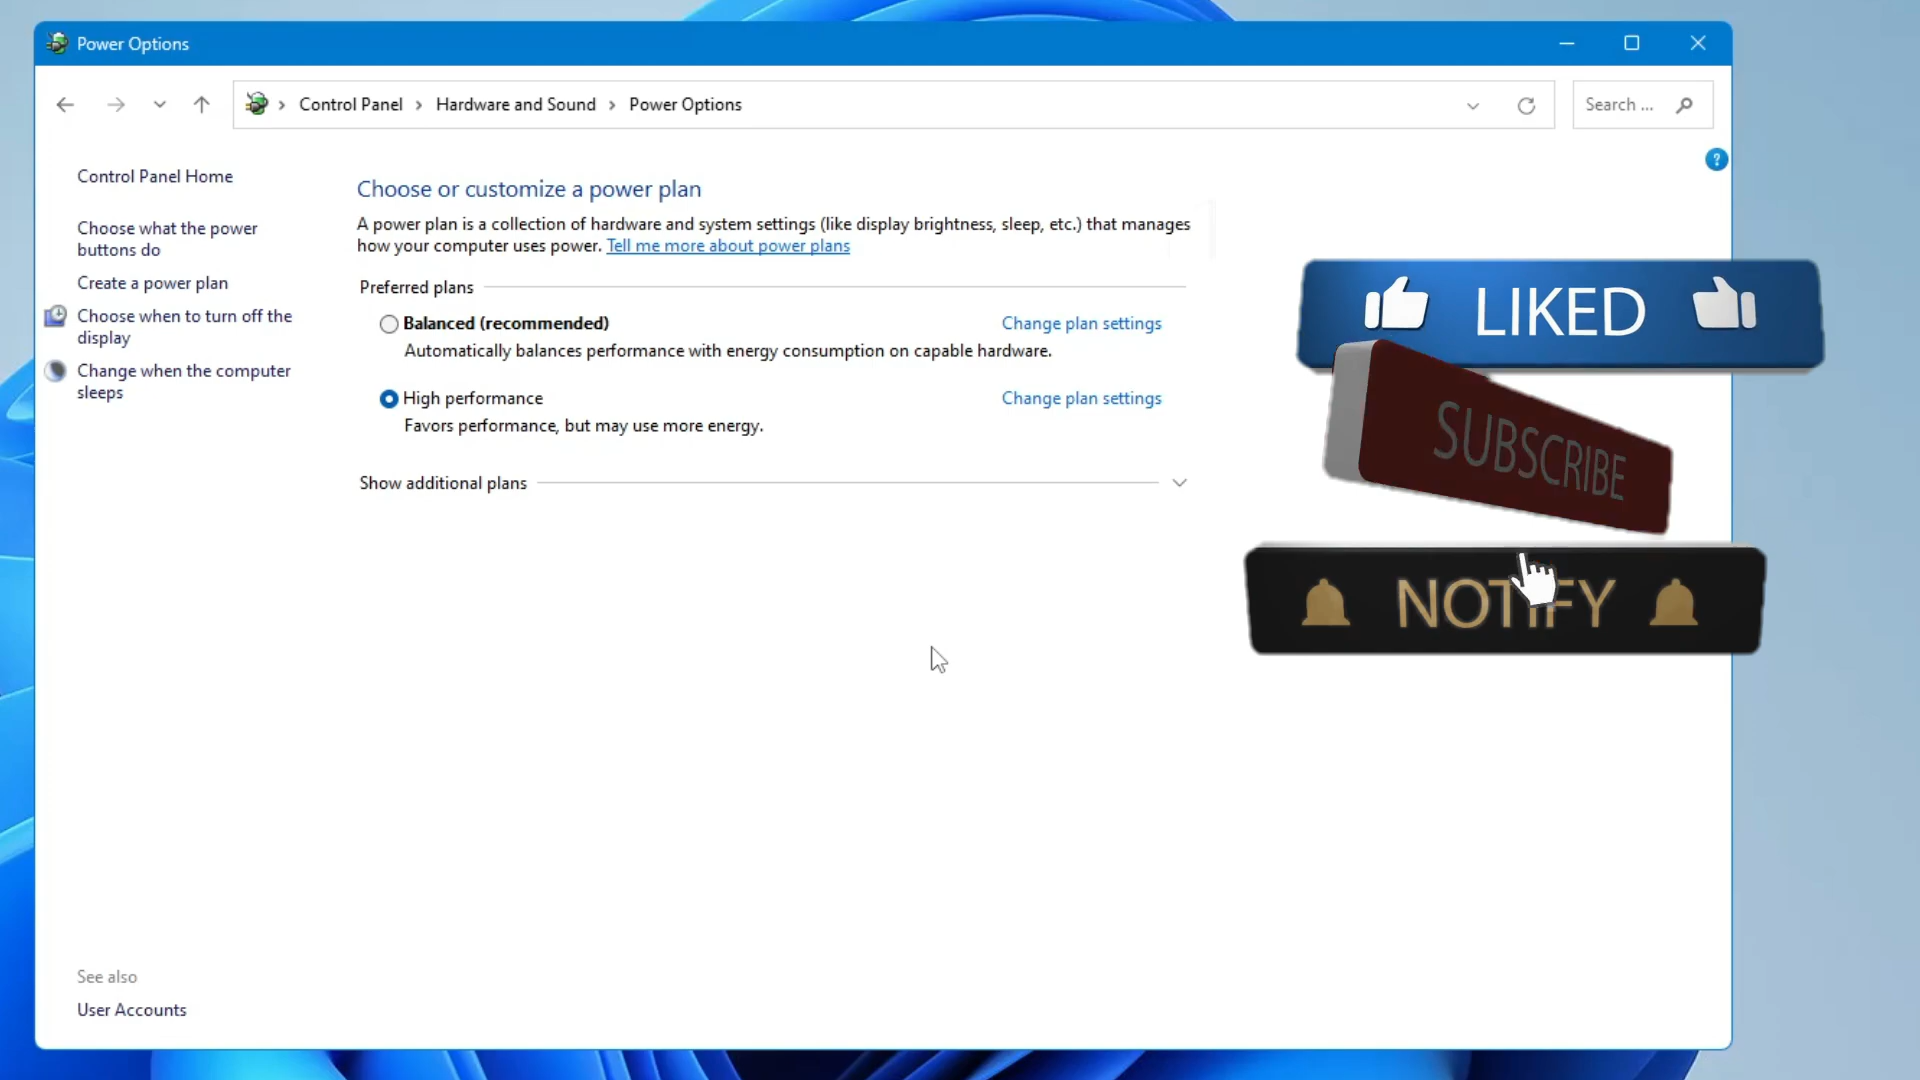 Power Options
Control Panel > Hardware and Sound > Power Options
Search ...
?
Control Panel Home
Choose what the power
buttons do
Create a power plan
Choose when to turn off the
display
Change when the computer
sleeps
Choose or customize a power plan
A power plan is a collection of hardware and system settings (like display brightness, sleep, etc.) that manages
how your computer uses power. Tell me more about power plans
Preferred plans
Balanced (recommended) Change plan settings
Automatically balances performance with energy consumption on capable hardware.
High performance Change plan settings
Favors performance, but may use more energy.
Show additional plans
LIKED
SUBSCRIBE
NOTIFY
See also
User Accounts